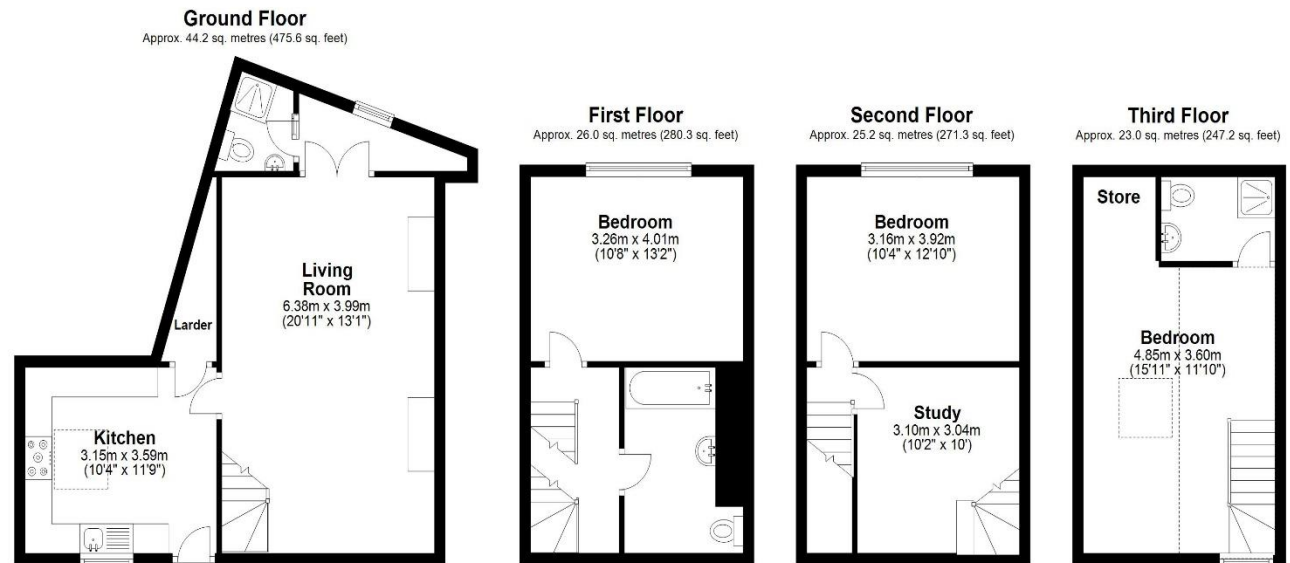 Ground Floor
Approx. 44.2 sq. metres (475.6 sq. feet)
Living
Room
6.38m x 3.99m
(20'11" x 13'1")
Larder
Kitchen
3.15m x 3.59m
(10'4" x 11'9")
First Floor
Approx. 26.0 sq. metres (280.3 sq. feet)
Bedroom
3.26m x 4.01m
(10'8" x 13'2")
Second Floor
Approx. 25.2 sq. metres (271.3 sq. feet)
Bedroom
3.16m x 3.92m
(10'4" x 12'10")
Study
3.10m x 3.04m
(10'2" x 10')
Third Floor
Approx. 23.0 sq. metres (247.2 sq. feet)
Store
Bedroom
4.85m x 3.60m
(15'11" x 11'10")